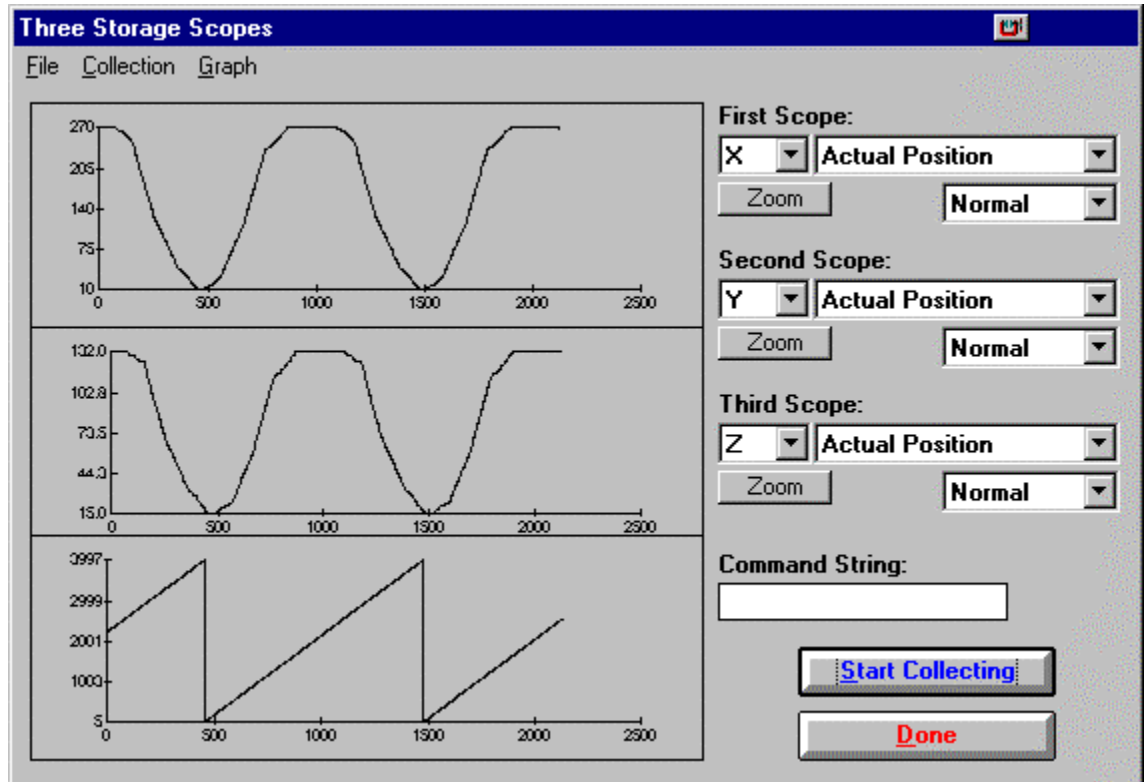 Three Storage Scopes
File Collection Graph
270
205
140
75
10
0 500 1000 1500 2000 2500
132.0
102.8
73.5
44.3
15.0
0 500 1000 1500 2000 2500
3997
2999
2001
1003
5
0 500 1000 1500 2000 2500
First Scope:
X Actual Position
Zoom Normal
Second Scope:
Y Actual Position
Zoom Normal
Third Scope:
Z Actual Position
Zoom Normal
Command String:
Start Collecting
Done